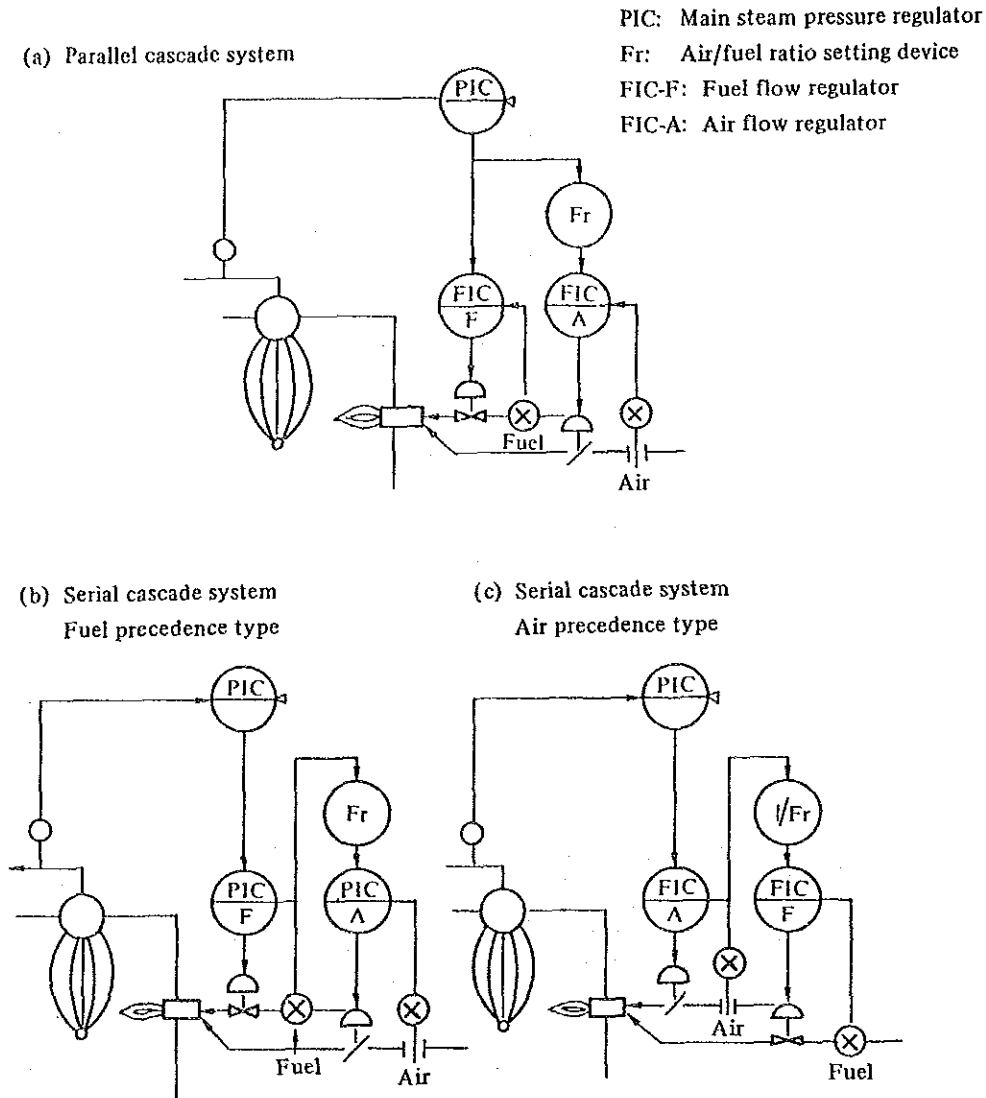 PIC: Main steam pressure regulator
(a) Parallel cascade system
Fr: Air/fuel ratio setting device
PIC
FIC-F: Fuel flow regulator
FIC-A: Air flow regulator
Fr
FIC
F
FIC
A
Fuel
Air
(b) Serial cascade system
Fuel precedence type
PIC
Fr
PIC
F
PIC
A
Fuel
Air
(c) Serial cascade system
Air precedence type
PIC
1/Fr
FIC
A
FIC
F
Air
Fuel